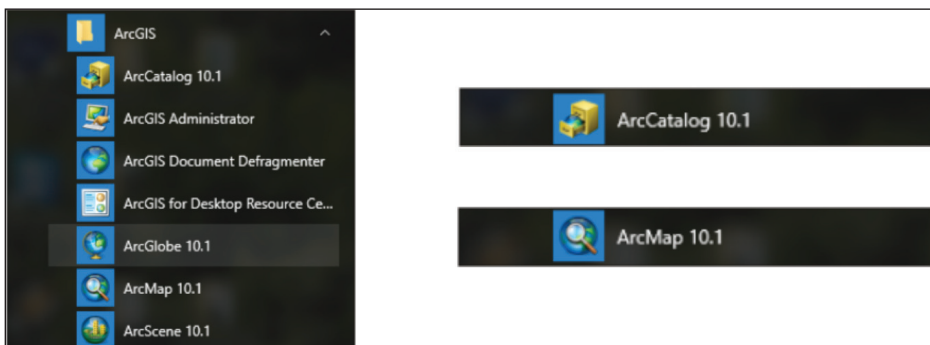 ArcGIS
ArcCatalog 10.1
ArcGIS Administrator
ArcGIS Document Defragmenter
ArcGIS for Desktop Resource Ce...
ArcGlobe 10.1
ArcMap 10.1
ArcScene 10.1
ArcCatalog 10.1
ArcMap 10.1